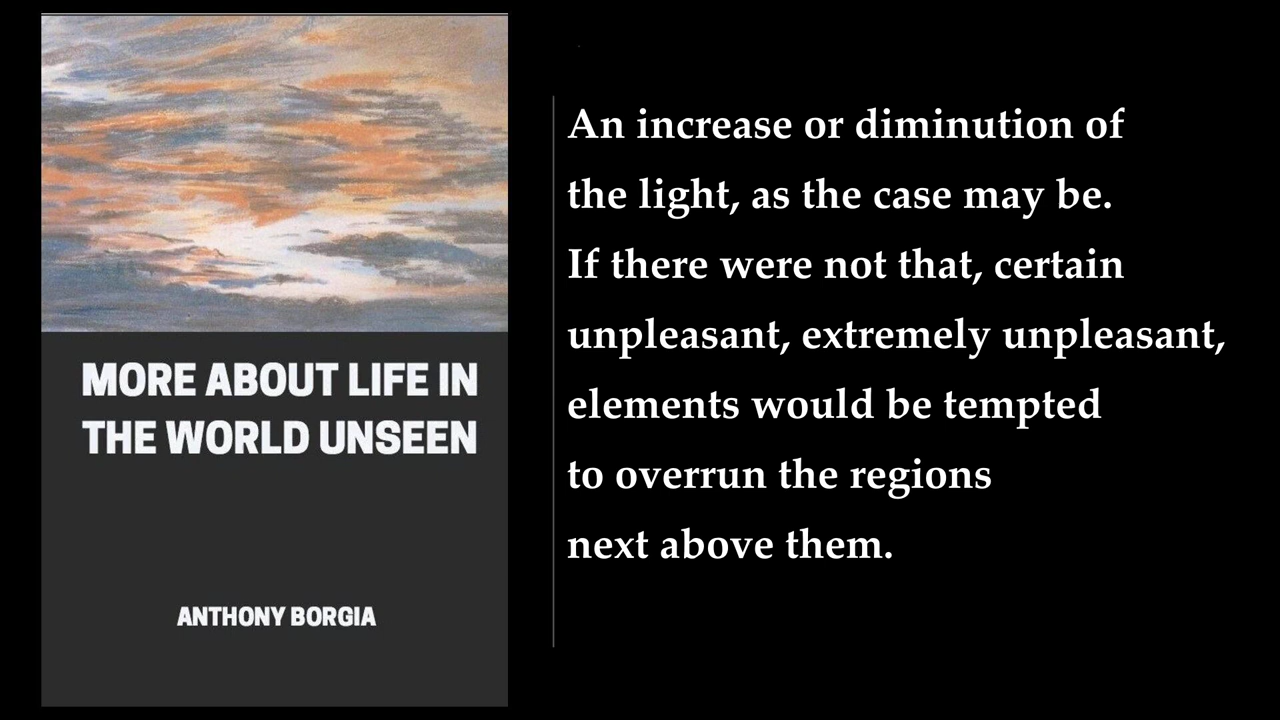 MORE ABOUT LIFE IN
THE WORLD UNSEEN
ANTHONY BORGIA
An increase or diminution of
the light, as the case may be.
If there were not that, certain
unpleasant, extremely unpleasant,
elements would be tempted
to overrun the regions
next above them.